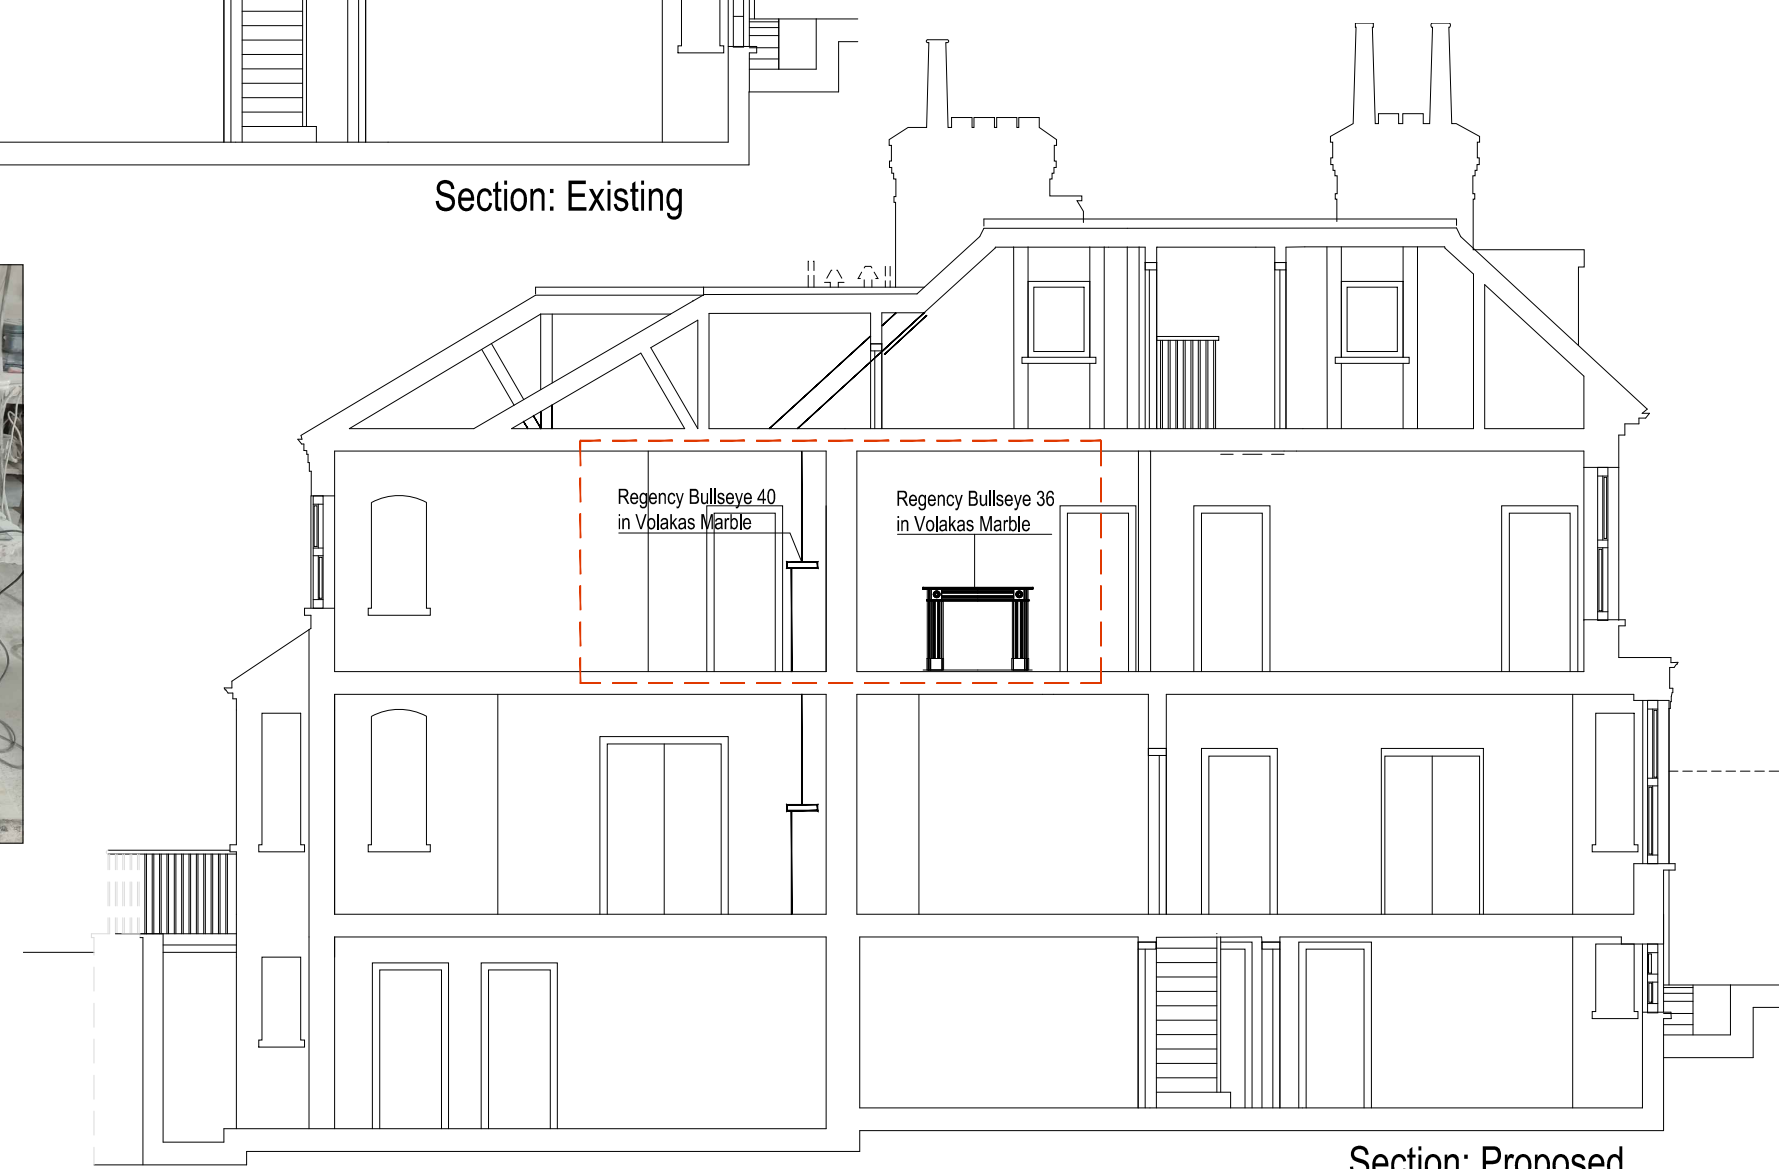 Section: Existing
Regency Bullseye 40
in Volakas Marble
Regency Bullseye 36
in Volakas Marble
Section: Proposed